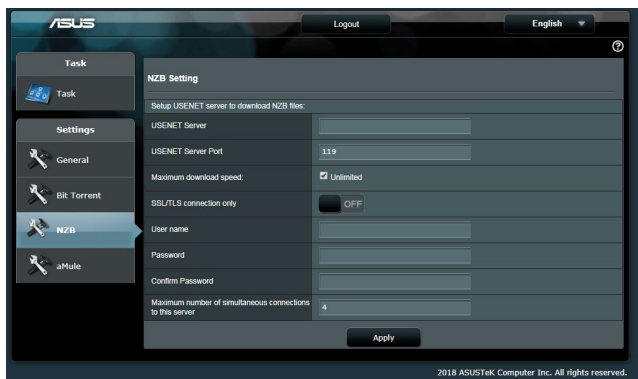 ASUS
Logout
English
?
Task
Task
Settings
General
Bit Torrent
NZB
aMule
NZB Setting
Setup USENET server to download NZB files:
USENET Server
USENET Server Port
119
Maximum download speed:
Unlimited
SSL/TLS connection only
OFF
User name
Password
Confirm Password
Maximum number of simultaneous connections
to this server
4
Apply
2018 ASUSTeK Computer Inc. All rights reserved.